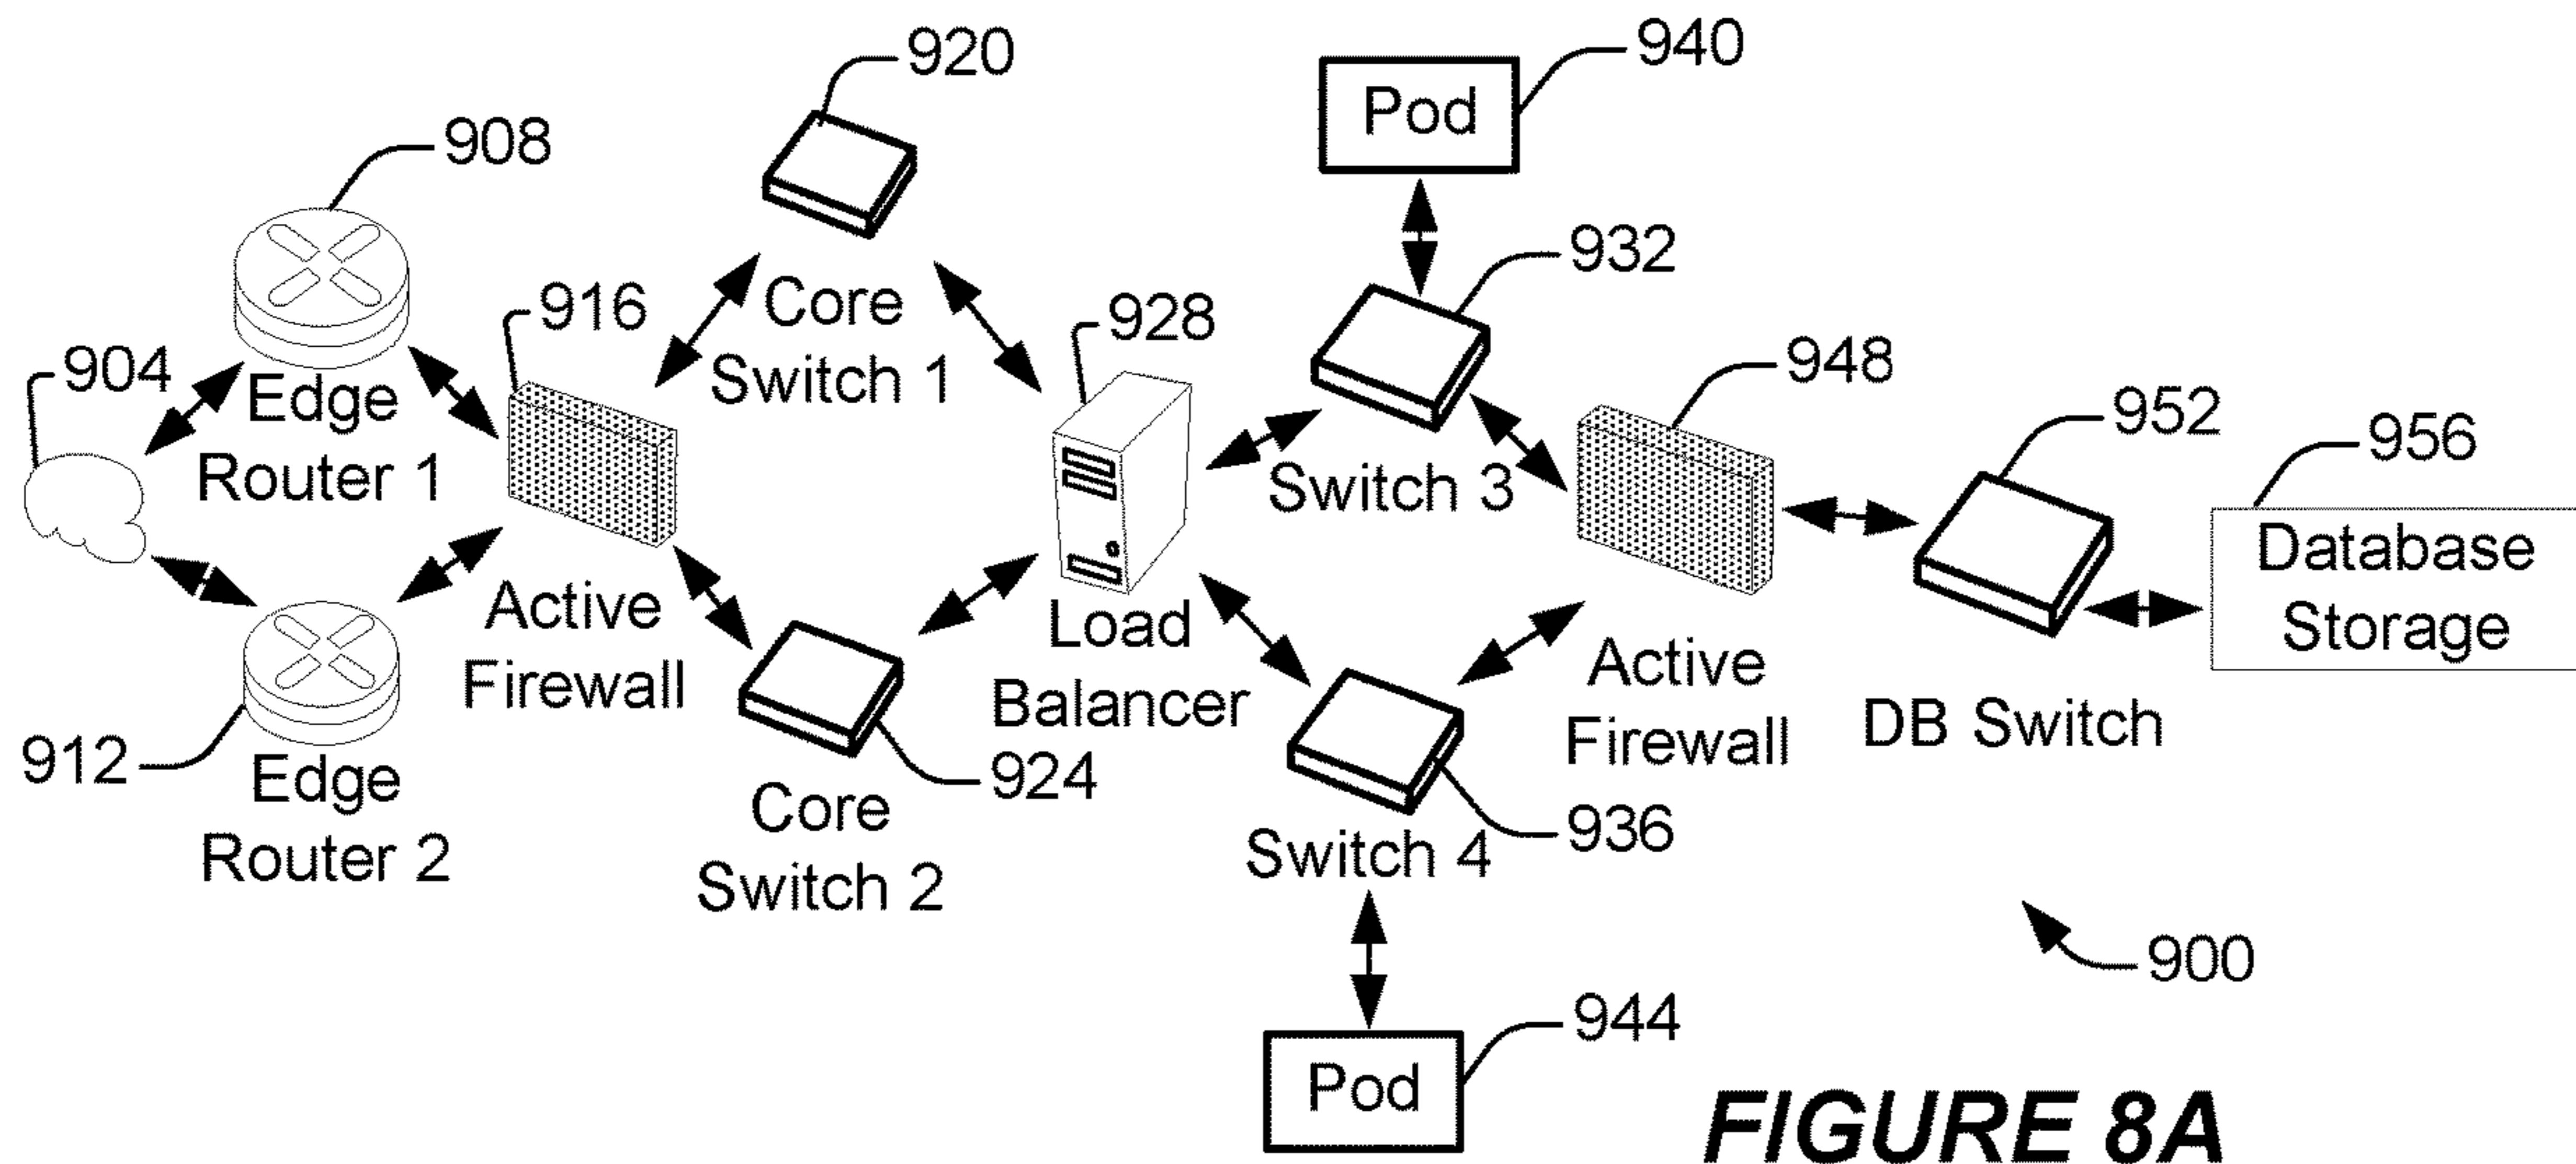 920
940
Pod
908
932
916
Core
Switch 1
928
948
904
Edge
Router 1
952
956
Switch 3
Database
Storage
Active
Firewall
Load
Balancer
Active
Firewall
DB Switch
912
Edge
Router 2
924
Core
Switch 2
936
Switch 4
900
944
Pod
FIGURE 8A